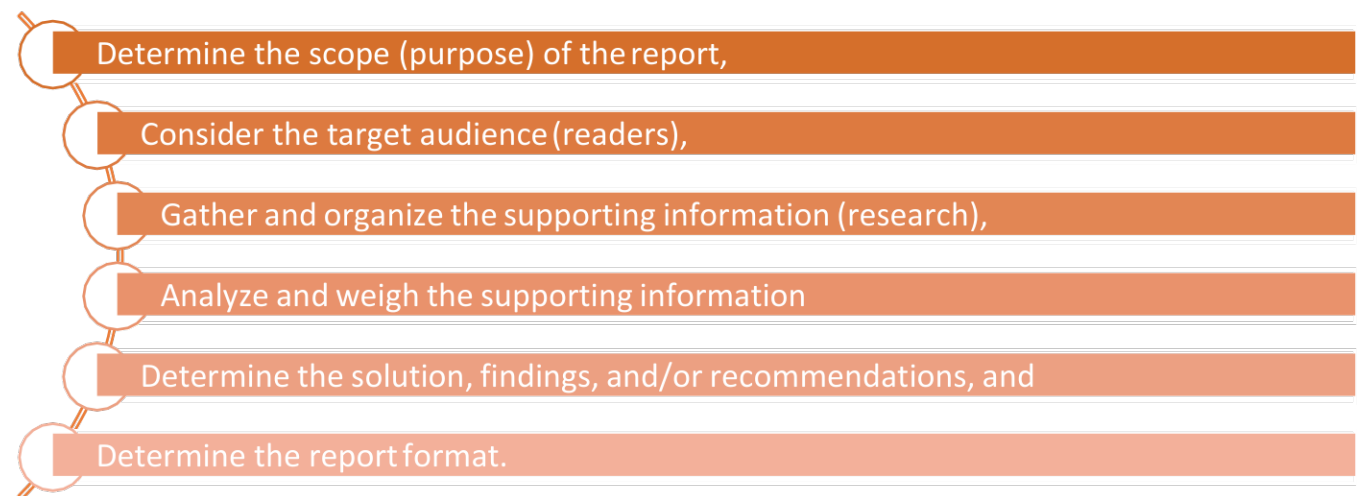 Determine the scope (purpose) of the report,
Consider the target audience (readers),
Gather and organize the supporting information (research),
Analyze and weigh the supporting information
Determine the solution, findings, and/or recommendations, and
Determine the report format.